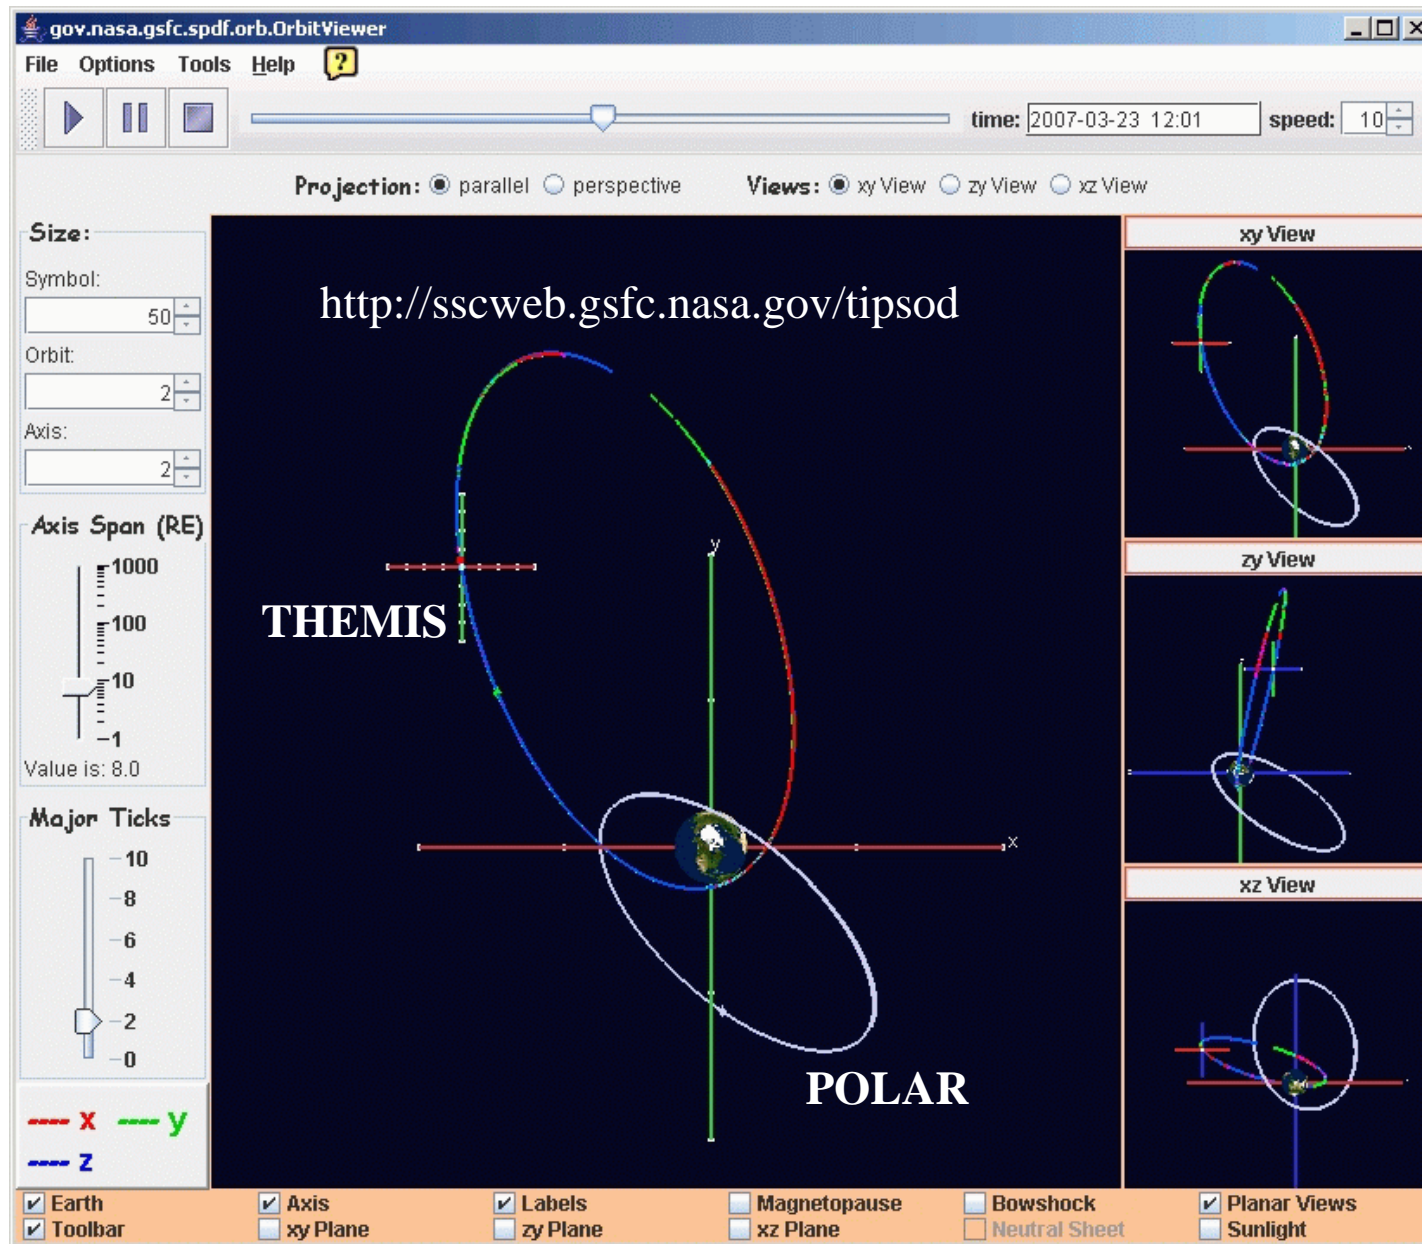 gov.nasa.gsfc.spdf.orb.OrbitViewer
File Options Tools Help ?
time: 2007-03-23 12:01 speed: 10
Projection: parallel perspective Views: xy View zy View xz View
Size:
Symbol:
50
Orbit:
2
Axis:
2
Axis Span (RE)
1000
100
10
1
Value is: 8.0
Major Ticks
10
8
6
4
2
0
x y
z
http://sscweb.gsfc.nasa.gov/tipsod
y
THEMIS
x
POLAR
xy View
zy View
xz View
Earth Axis Labels Magnetopause Bowshock Planar Views
Toolbar xy Plane zy Plane xz Plane Neutral Sheet Sunlight